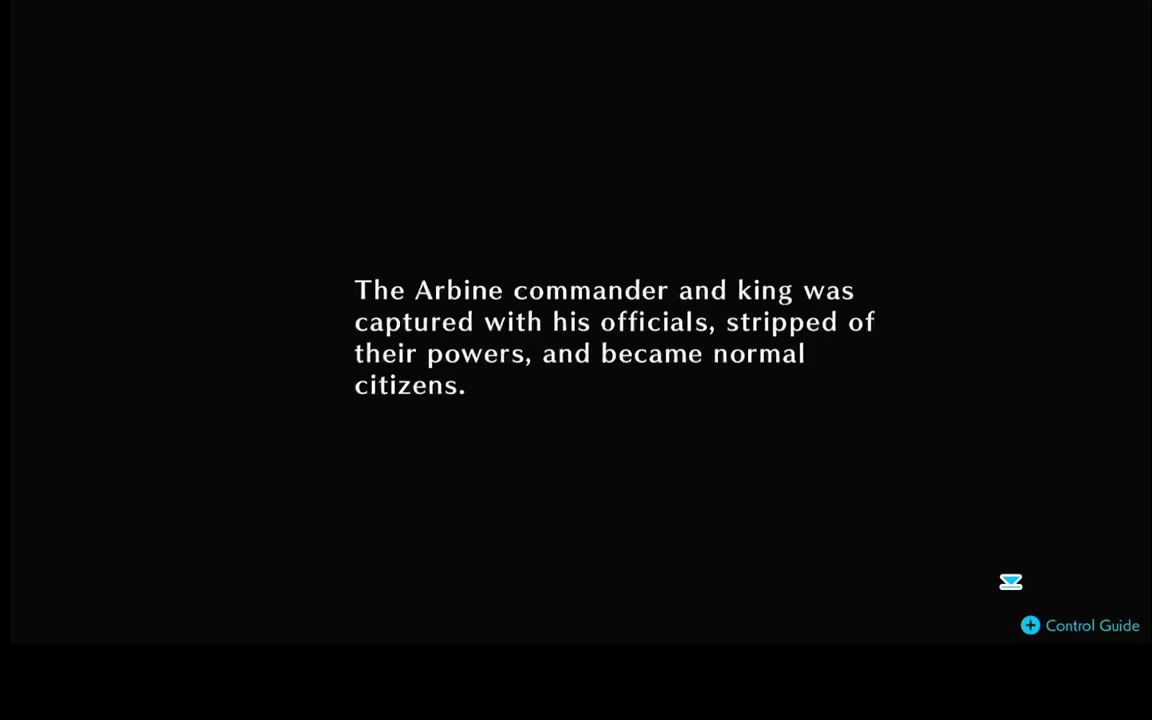 The Arbine commander and king was
captured with his officials, stripped of
their powers, and became normal
citizens.
Control Guide